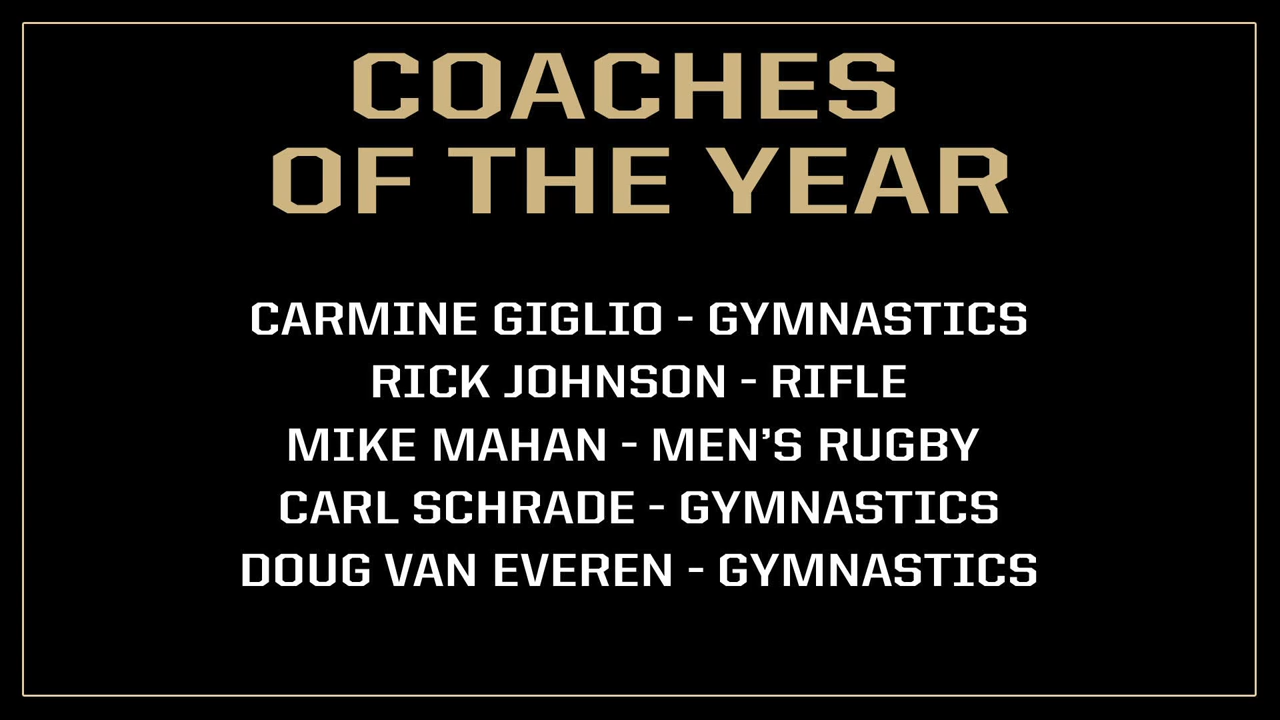 COACHES
OF THE YEAR
CARMINE GIGLIO - GYMNASTICS
RICK JOHNSON - RIFLE
MIKE MAHAN - MEN’S RUGBY
CARL SCHRADE - GYMNASTICS
DOUG VAN EVEREN - GYMNASTICS